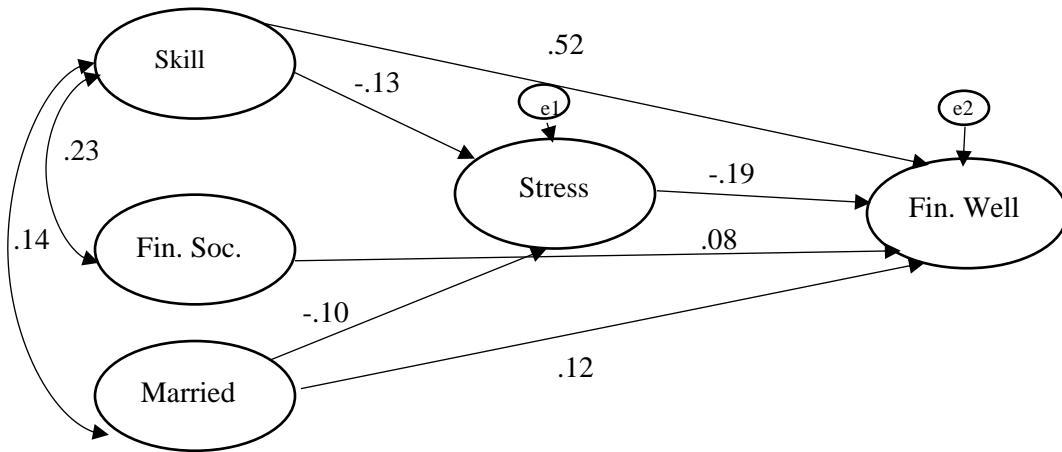 Skill
.52
-.13
e1
e2
.23
Stress
-.19
Fin. Well
.14
Fin. Soc.
.08
-.10
Married
.12